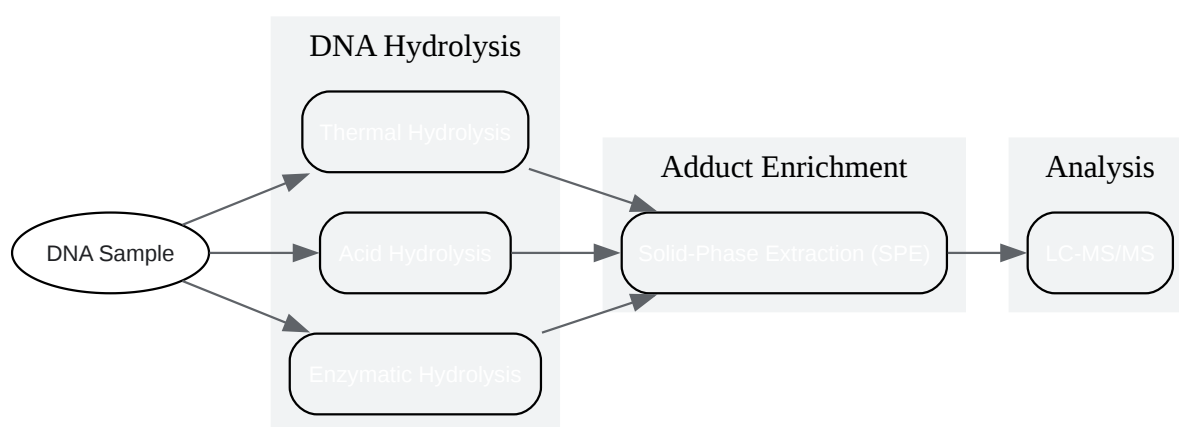 DNA Hydrolysis
Thermal Hydrolysis
Adduct Enrichment
Analysis
DNA Sample
Acid Hydrolysis
Solid-Phase Extraction (SPE)
LC-MS/MS
Enzymatic Hydrolysis